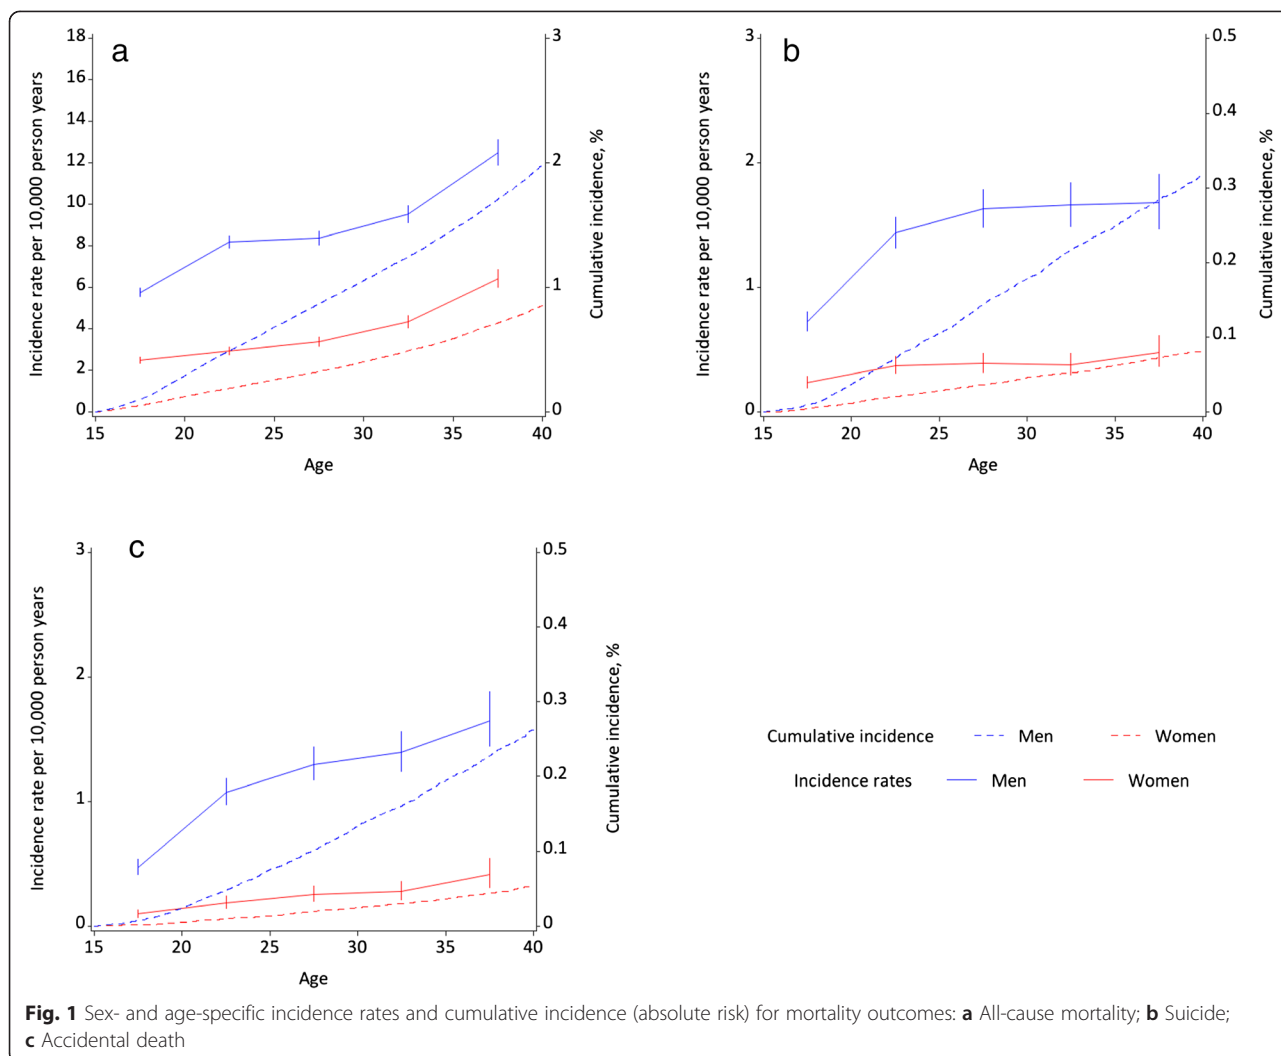 a
Incidence rate per 10,000 person years
18
16
14
12
10
8
6
4
2
0
15 20 25 30 35 40
Age
3
2
1
0
Cumulative incidence, %
b
Incidence rate per 10,000 person years
3
2
1
0
15 20 25 30 35 40
Age
0.5
0.4
0.3
0.2
0.1
0
Cumulative incidence, %
c
Incidence rate per 10,000 person years
3
2
1
0
15 20 25 30 35 40
Age
0.5
0.4
0.3
0.2
0.1
0
Cumulative incidence, %
Cumulative incidence Men Women
Incidence rates Men Women
Fig. 1 Sex- and age-specific incidence rates and cumulative incidence (absolute risk) for mortality outcomes: a All-cause mortality; b Suicide;
c Accidental death